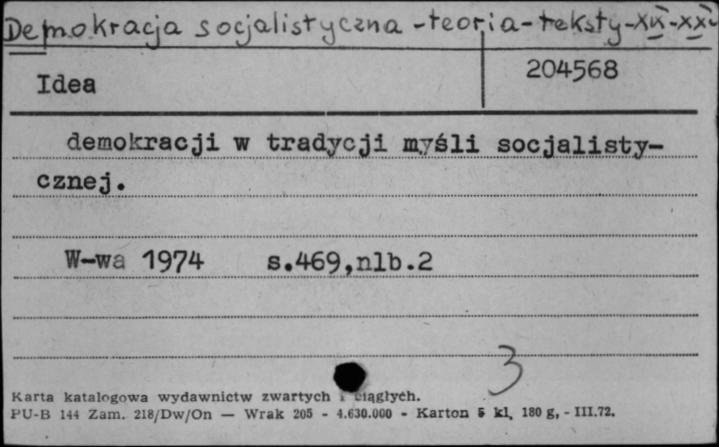 Demokracja socjalistyczna - teoria - teksty - XIX - XX w
204568
Idea
demokracji w tradycji myśli socjalisty-
cznej.
W-wa 1974 s.469,nlb.2
3
Karta katalogowa wydawnictw zwartych i ciągłych.
PU-B 144 Zam. 218/Dw/On — Wrak 205 - 4.630.000 - Karton 5 kl, 180 g, - III.72.